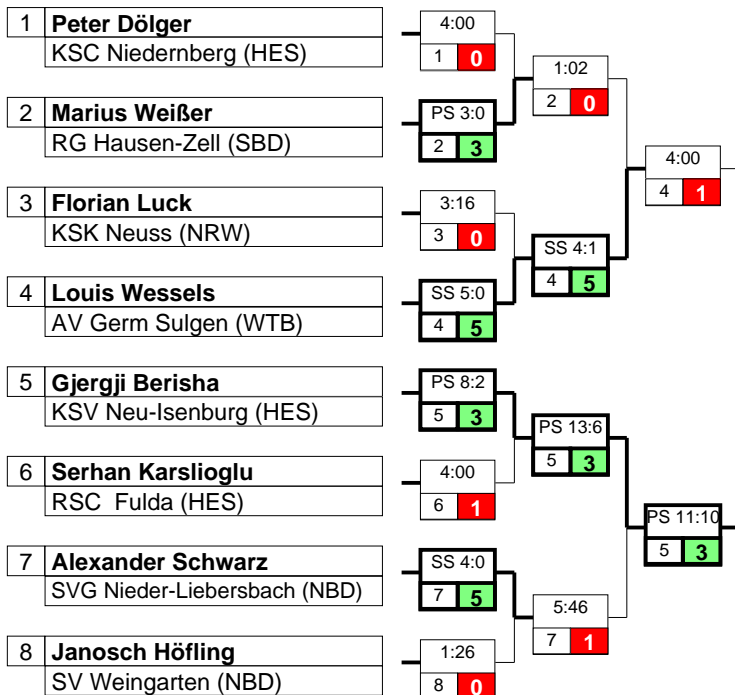 1 Peter Dölger
KSC Niedernberg (HES)
4:00
1 0
1:02
2 0
2 Marius Weißer
RG Hausen-Zell (SBD)
PS 3:0
2 3
4:00
4 1
3 Florian Luck
KSK Neuss (NRW)
3:16
3 0
SS 4:1
4 5
4 Louis Wessels
AV Germ Sulgen (WTB)
SS 5:0
4 5
5 Gjergji Berisha
KSV Neu-Isenburg (HES)
PS 8:2
5 3
PS 13:6
5 3
6 Serhan Karslioglu
RSC Fulda (HES)
4:00
6 1
PS 11:10
5 3
7 Alexander Schwarz
SVG Nieder-Liebersbach (NBD)
SS 4:0
7 5
5:46
7 1
8 Janosch Höfling
SV Weingarten (NBD)
1:26
8 0